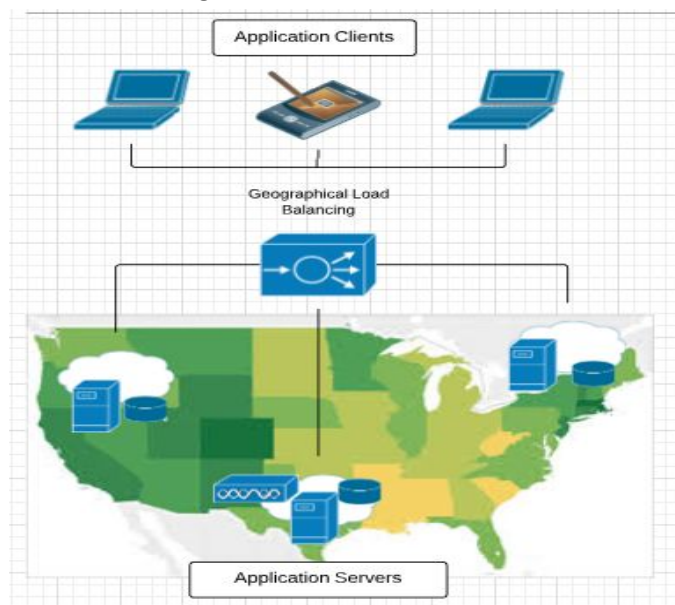 Application Clients
Geographical Load
Balancing
Application Servers